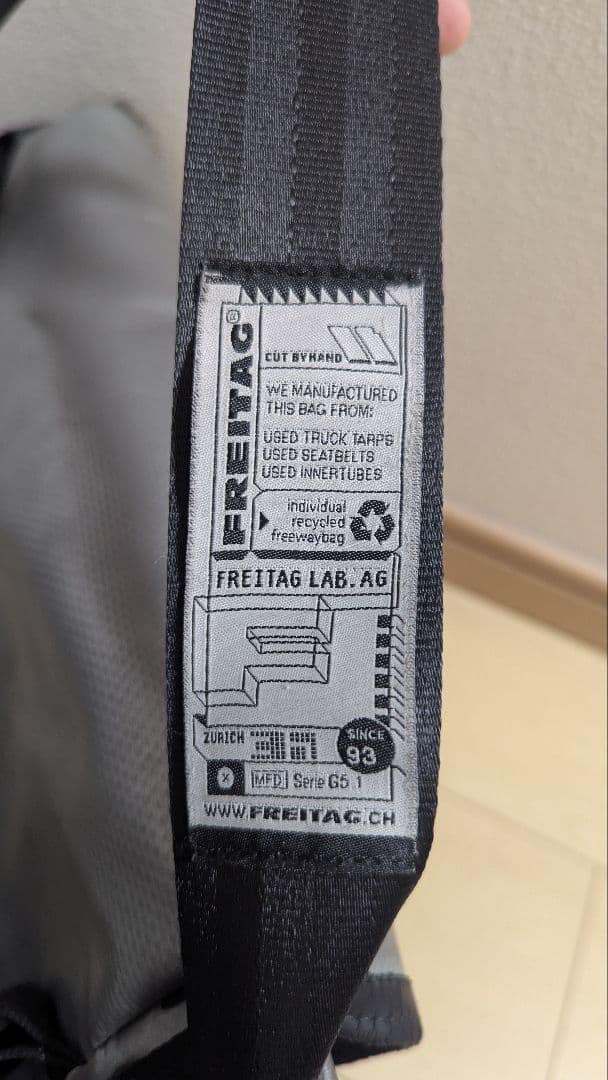 FREITAG®
CUT BY HAND
WE MANUFACTURED
THIS BAG FROM:
USED TRUCK TARPS
USED SEATBELTS
USED INNERTUBES
individual
recycled
freewaybag
FREITAG LAB. AG
ZURICH
SINCE
93
MFD Serie G5.1
WWW.FREITAG.CH